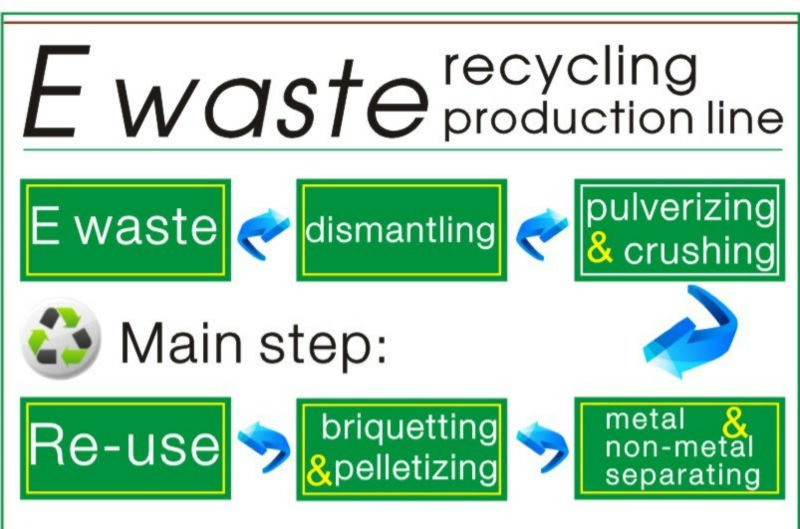 E waste recycling
production line
E waste
dismantling
pulverizing
& crushing
Main step:
Re-use
briquetting
&pelletizing
metal &
non-metal
separating